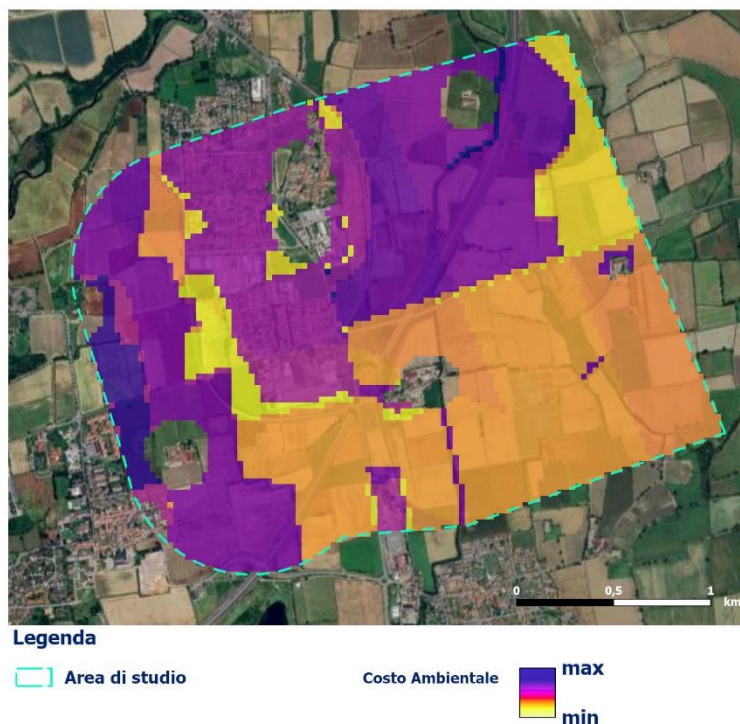 0 0,5 1
km
Legenda
Area di studio
Costo Ambientale
max
min